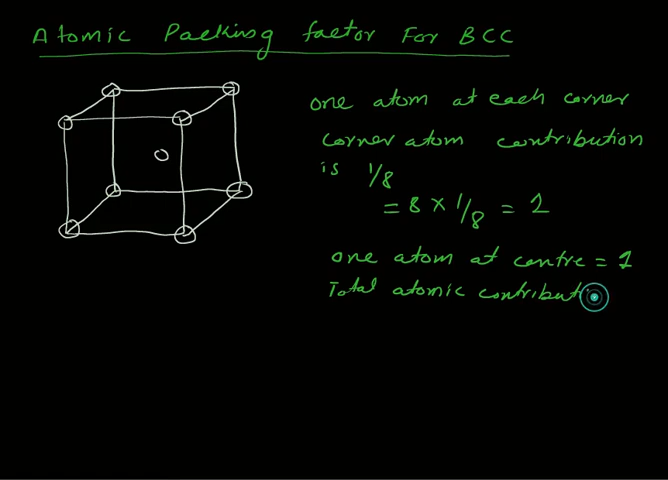 Atomic Packing factor For BCC
one atom at each corner
corner atom contribution
is 1/8
= 8 × 1/8 = 1
one atom at centre = 1
Total atomic contributi